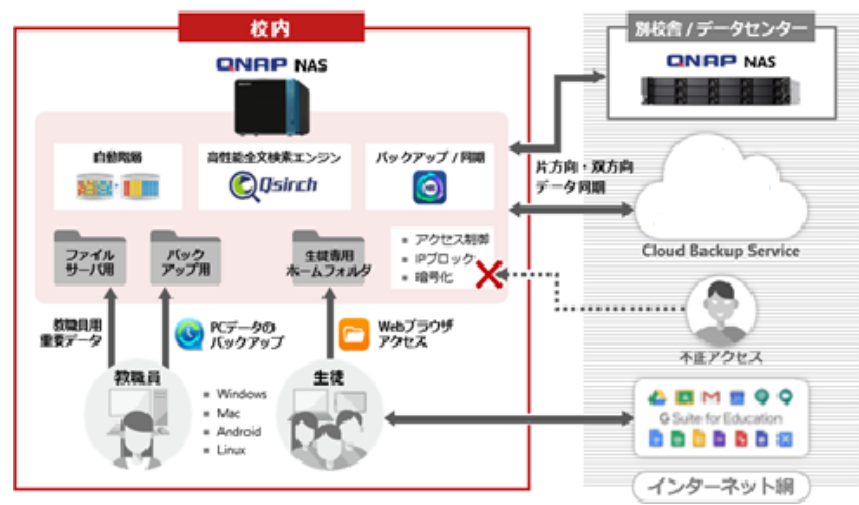 校内
QNAP NAS
自動階層
高性能全文検索エンジン
Qsirch
バックアップ / 同期
ファイル
サーバ用
バック
アップ用
生徒専用
ホームフォルダ
アクセス制御
IPブロック
暗号化
教職員用
重要データ
PCデータの
バックアップ
Webブラウザ
アクセス
教職員
Windows
Mac
Android
Linux
生徒
別校舎 / データセンター
QNAP NAS
片方向・双方向
データ同期
Cloud Backup Service
不正アクセス
G Suite for Education
インターネット網